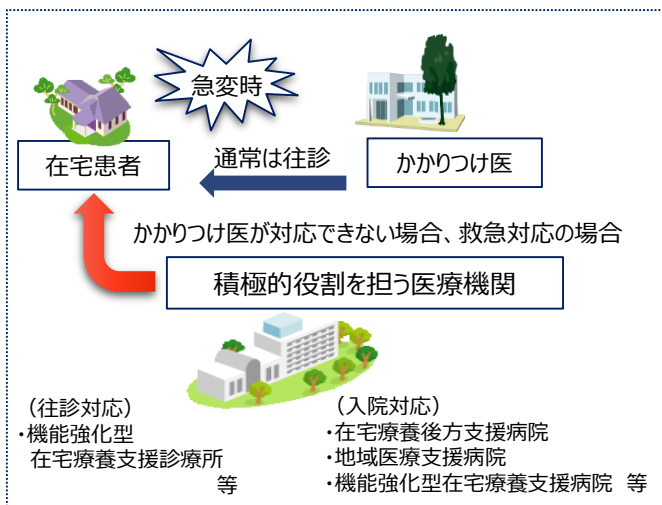 急変時
在宅患者
通常は往診
かかりつけ医
かかりつけ医が対応できない場合、救急対応の場合
積極的役割を担う医療機関
（往診対応）
・機能強化型
在宅療養支援診療所
等
（入院対応）
・在宅療養後方支援病院
・地域医療支援病院
・機能強化型在宅療養支援病院 等